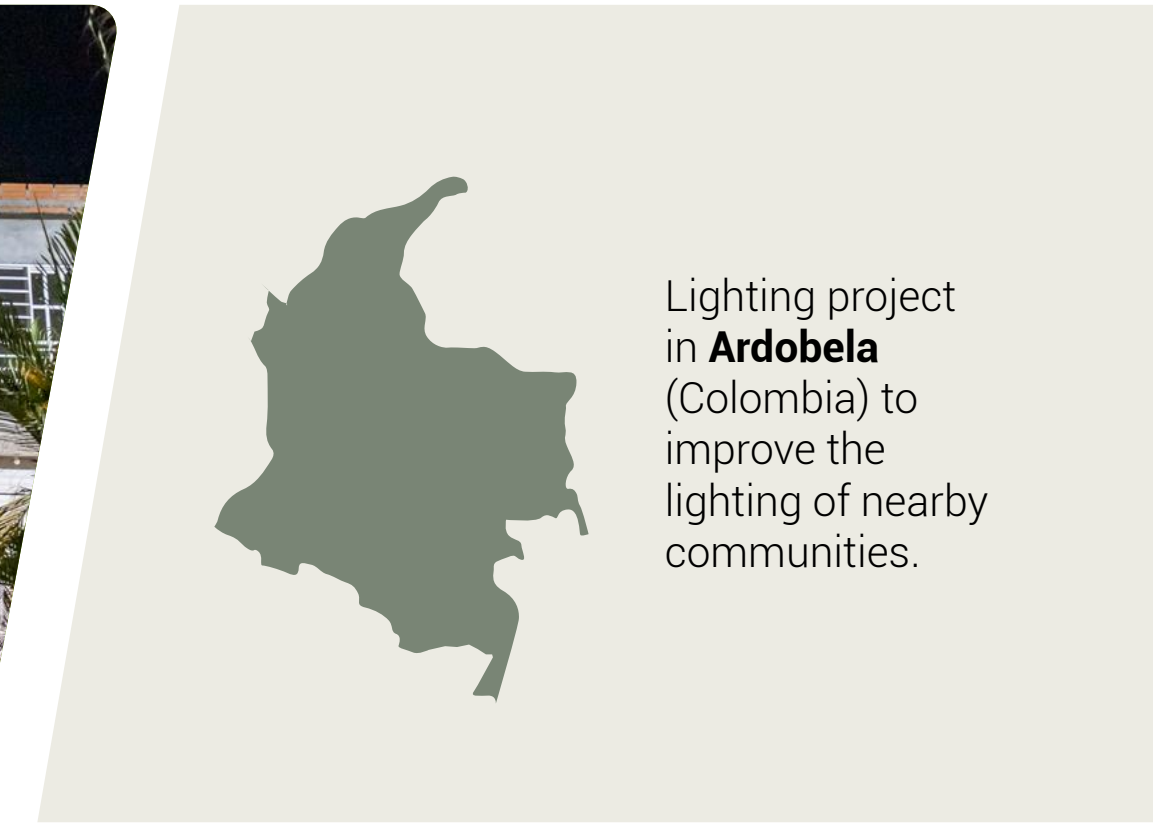 Lighting project
in Ardobela
(Colombia) to
improve the
lighting of nearby
communities.